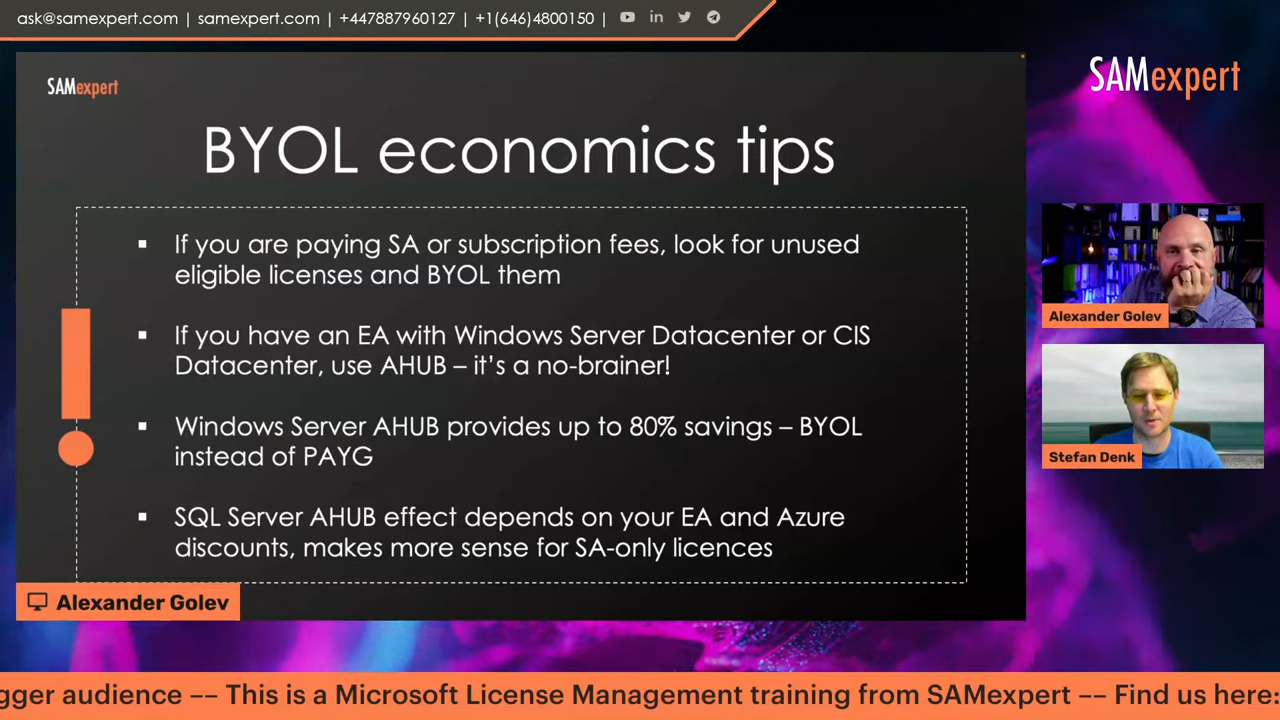 ask@samexpert.com | samexpert.com | +447887960127 | +1(646)4800150 |
SAMexpert
SAMexpert
BYOL economics tips
▪ If you are paying SA or subscription fees, look for unused
eligible licenses and BYOL them
▪ If you have an EA with Windows Server Datacenter or CIS
Datacenter, use AHUB – it's a no-brainer!
▪ Windows Server AHUB provides up to 80% savings – BYOL
instead of PAYG
▪ SQL Server AHUB effect depends on your EA and Azure
discounts, makes more sense for SA-only licences
Alexander Golev
Alexander Golev
Stefan Denk
gger audience –– This is a Microsoft License Management training from SAMexpert –– Find us here: